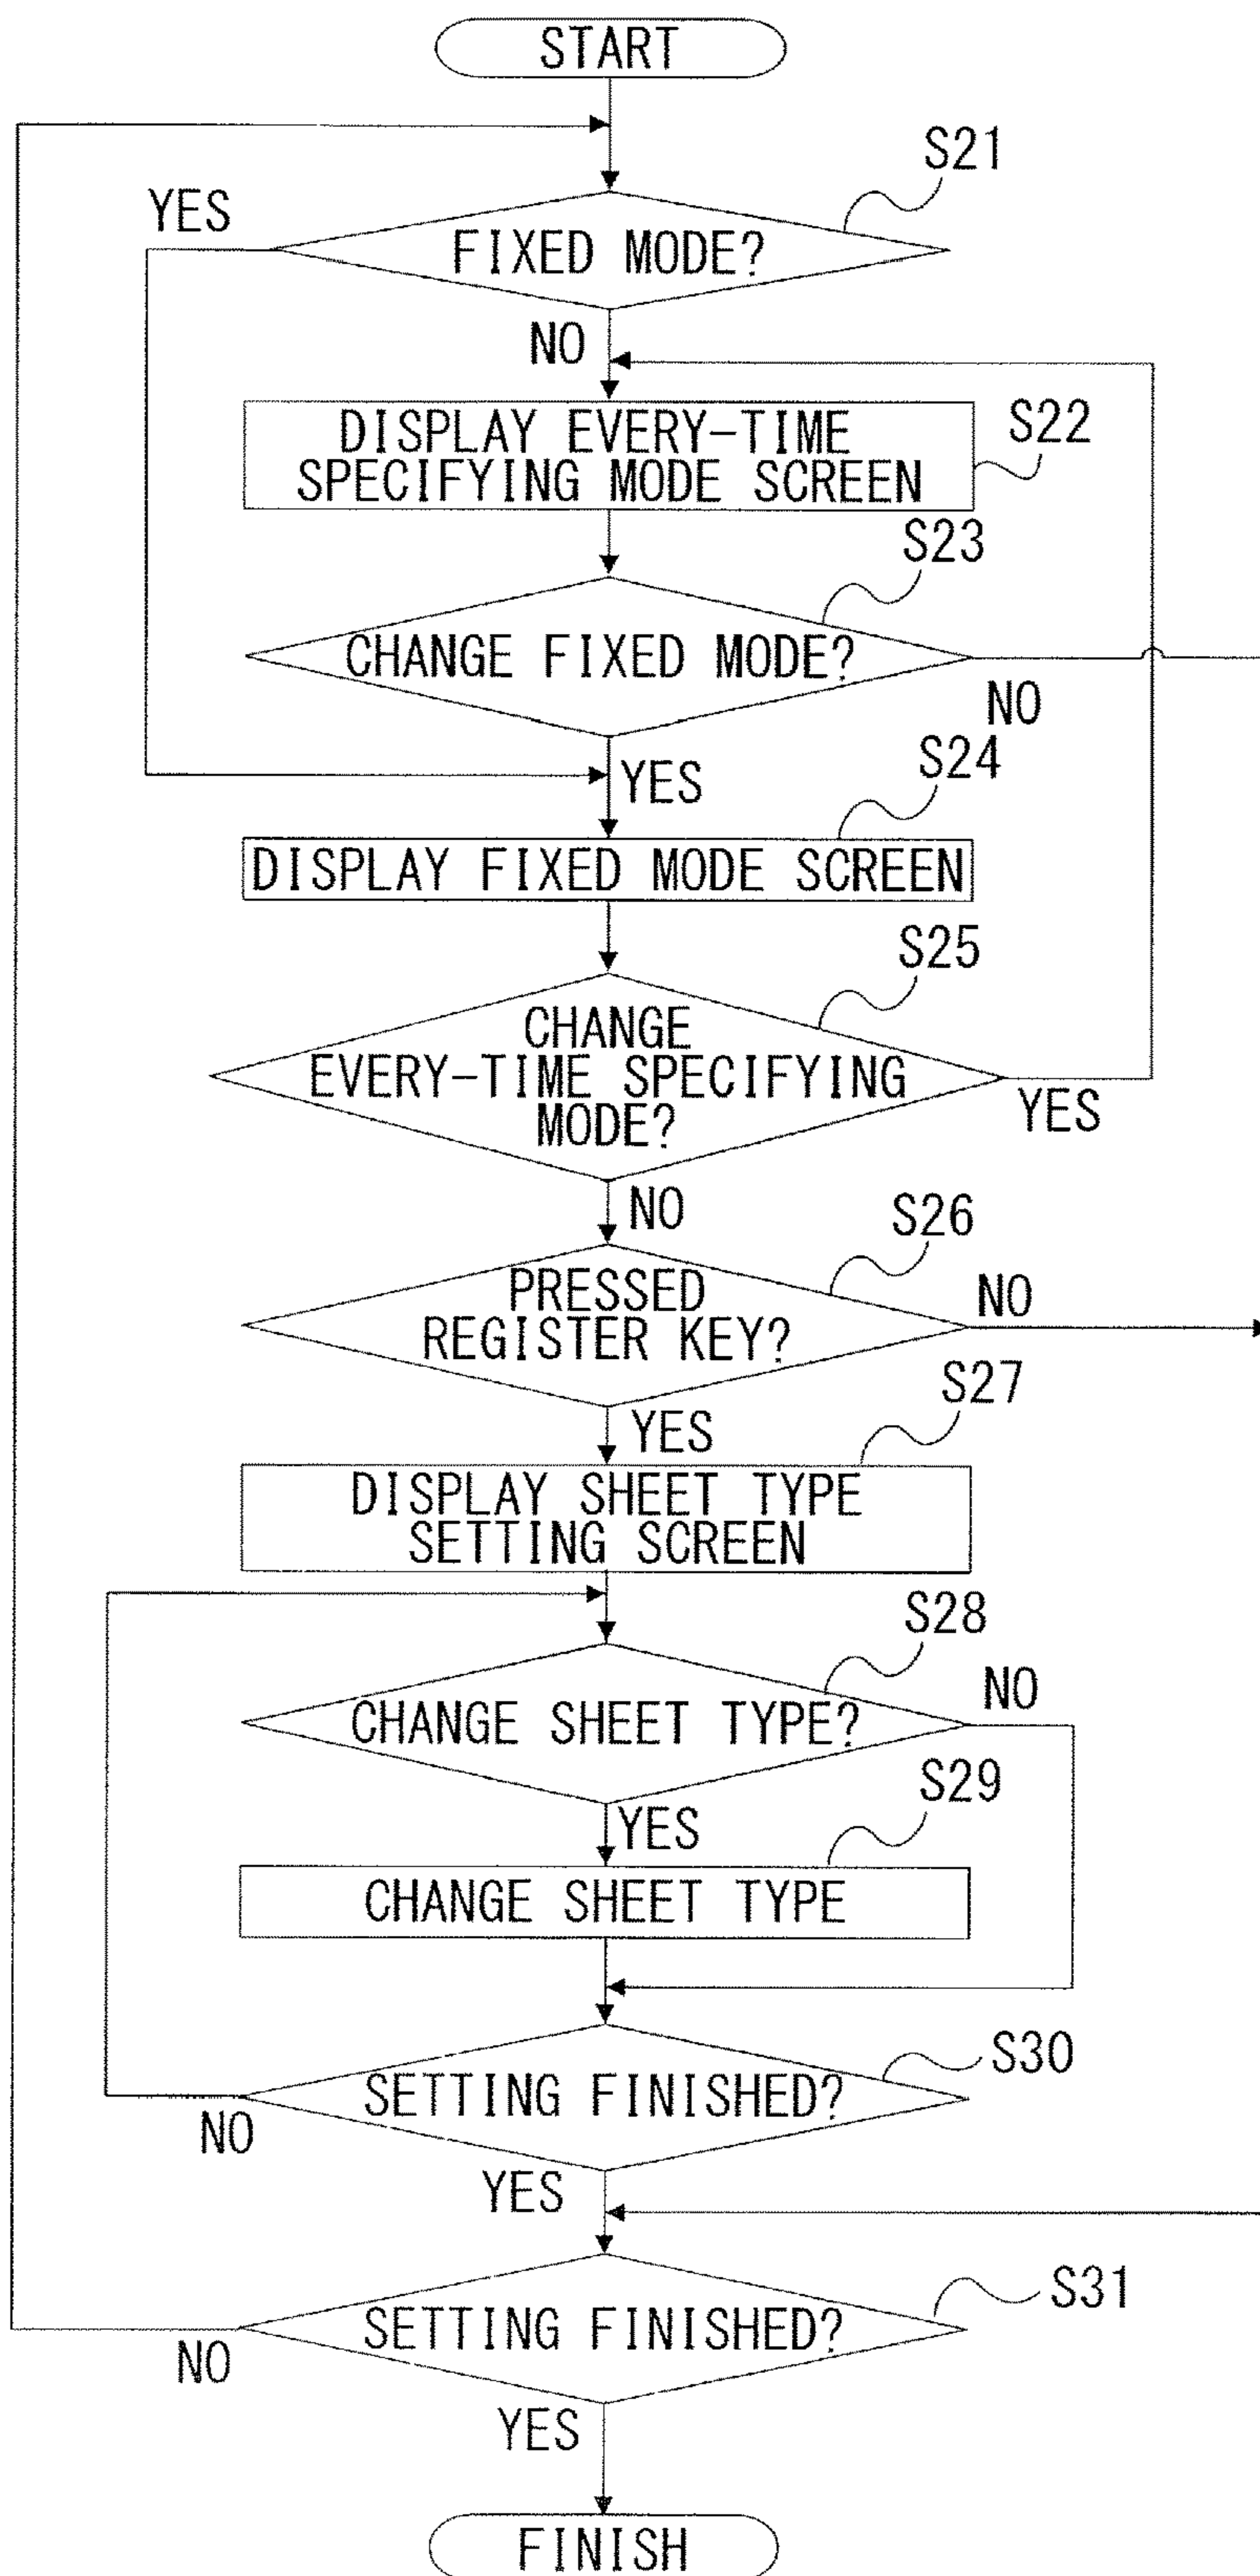 START
S21
YES
FIXED MODE?
NO
DISPLAY EVERY-TIME
SPECIFYING MODE SCREEN
S22
S23
CHANGE FIXED MODE?
NO
YES
S24
DISPLAY FIXED MODE SCREEN
S25
CHANGE
EVERY-TIME SPECIFYING
MODE?
YES
NO
S26
PRESSED
REGISTER KEY?
NO
S27
YES
DISPLAY SHEET TYPE
SETTING SCREEN
S28
NO
CHANGE SHEET TYPE?
S29
YES
CHANGE SHEET TYPE
S30
SETTING FINISHED?
NO
YES
S31
SETTING FINISHED?
NO
YES
FINISH